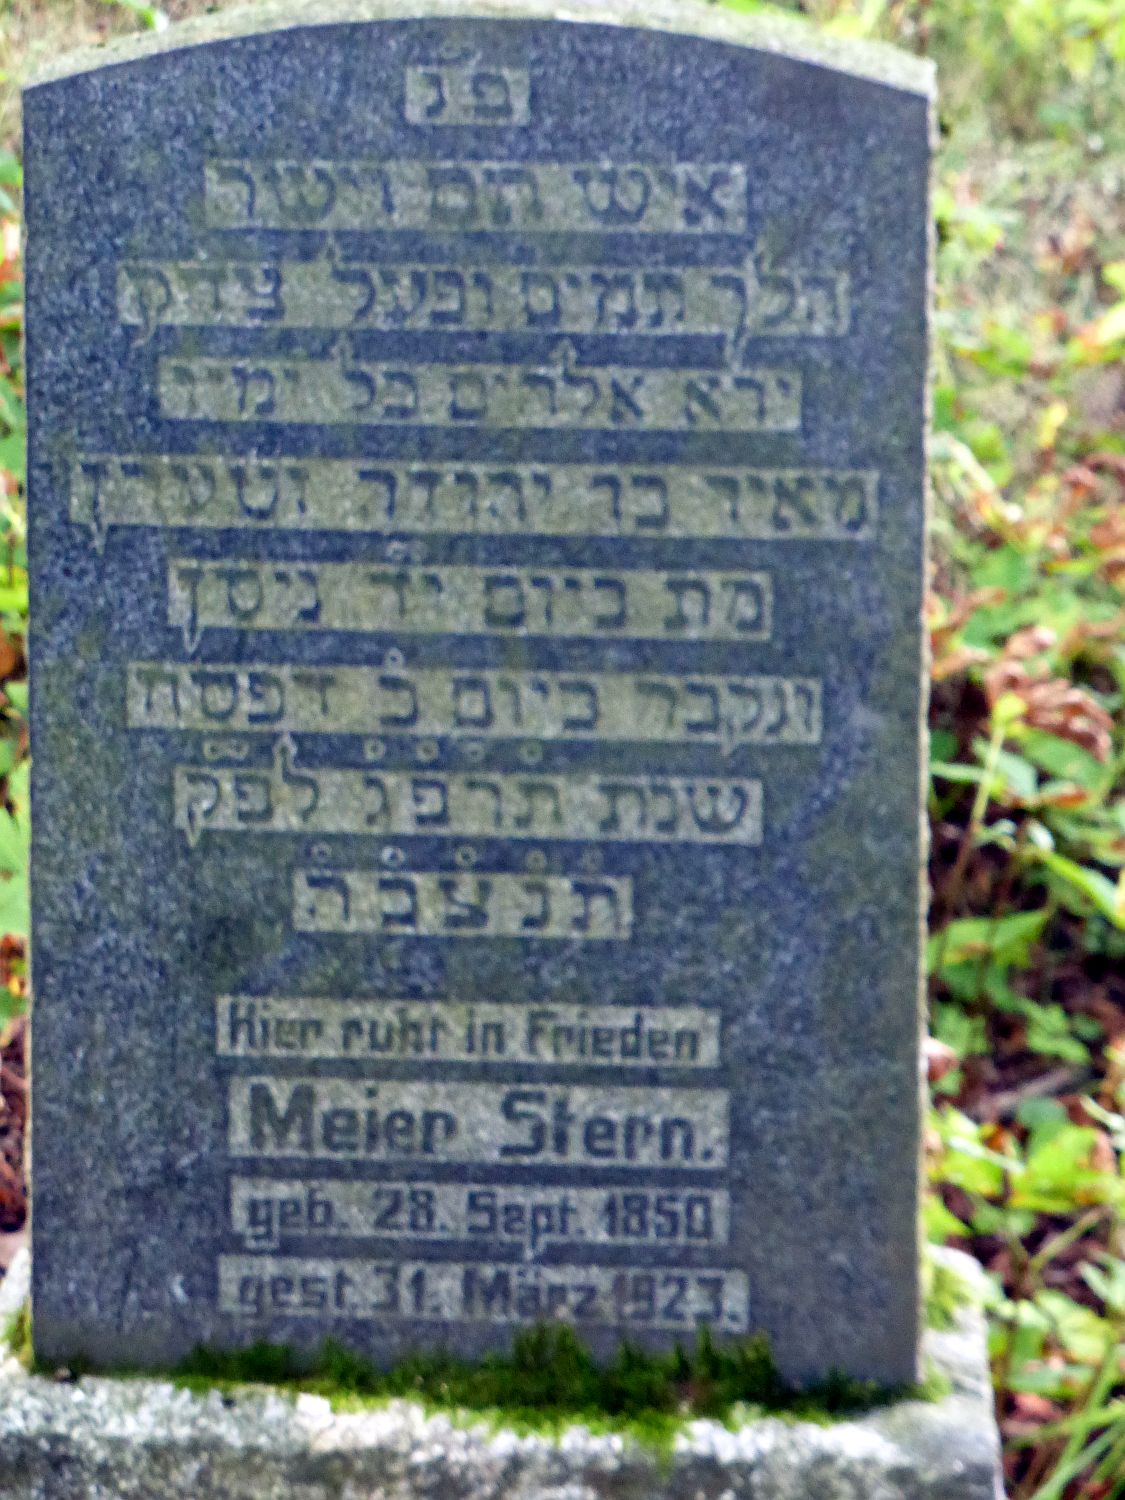 פ נ
איש תם וישר
הלך תמים ופעל צדק
ירא אלהים כל ימיו
מאיר בר יהודה שטערן
מת ביום יד ניסן
ונקבר ביום ב דפסח
שנת תרפג לפק
תנצבה
Hier ruht in Frieden
Meier Stern.
geb. 28. Sept. 1850
gest. 31. März 1923.